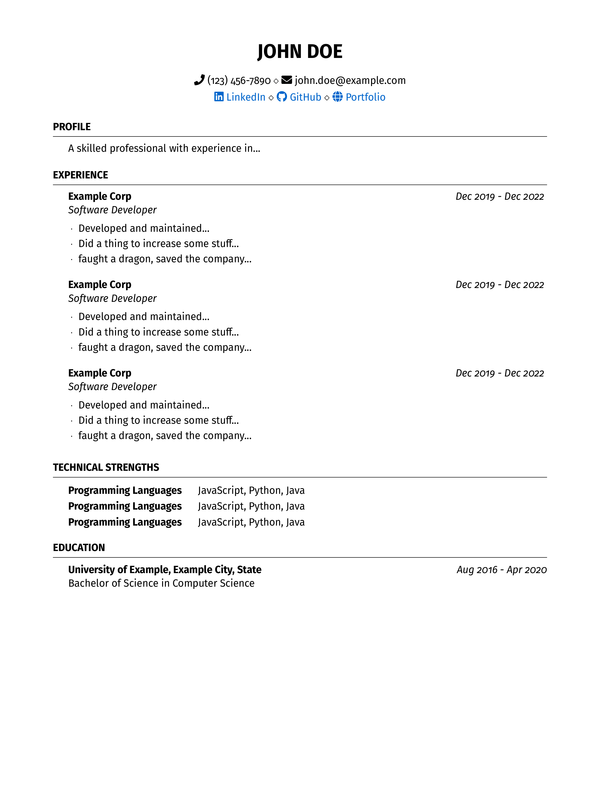 JOHN DOE
(123) 456-7890 ⋄ john.doe@example.com
LinkedIn ⋄ GitHub ⋄ Portfolio
PROFILE
A skilled professional with experience in...
EXPERIENCE
Example Corp Dec 2019 - Dec 2022
Software Developer
· Developed and maintained...
· Did a thing to increase some stuff...
· faught a dragon, saved the company...
Example Corp Dec 2019 - Dec 2022
Software Developer
· Developed and maintained...
· Did a thing to increase some stuff...
· faught a dragon, saved the company...
Example Corp Dec 2019 - Dec 2022
Software Developer
· Developed and maintained...
· Did a thing to increase some stuff...
· faught a dragon, saved the company...
TECHNICAL STRENGTHS
Programming Languages JavaScript, Python, Java
Programming Languages JavaScript, Python, Java
Programming Languages JavaScript, Python, Java
EDUCATION
University of Example, Example City, State Aug 2016 - Apr 2020
Bachelor of Science in Computer Science